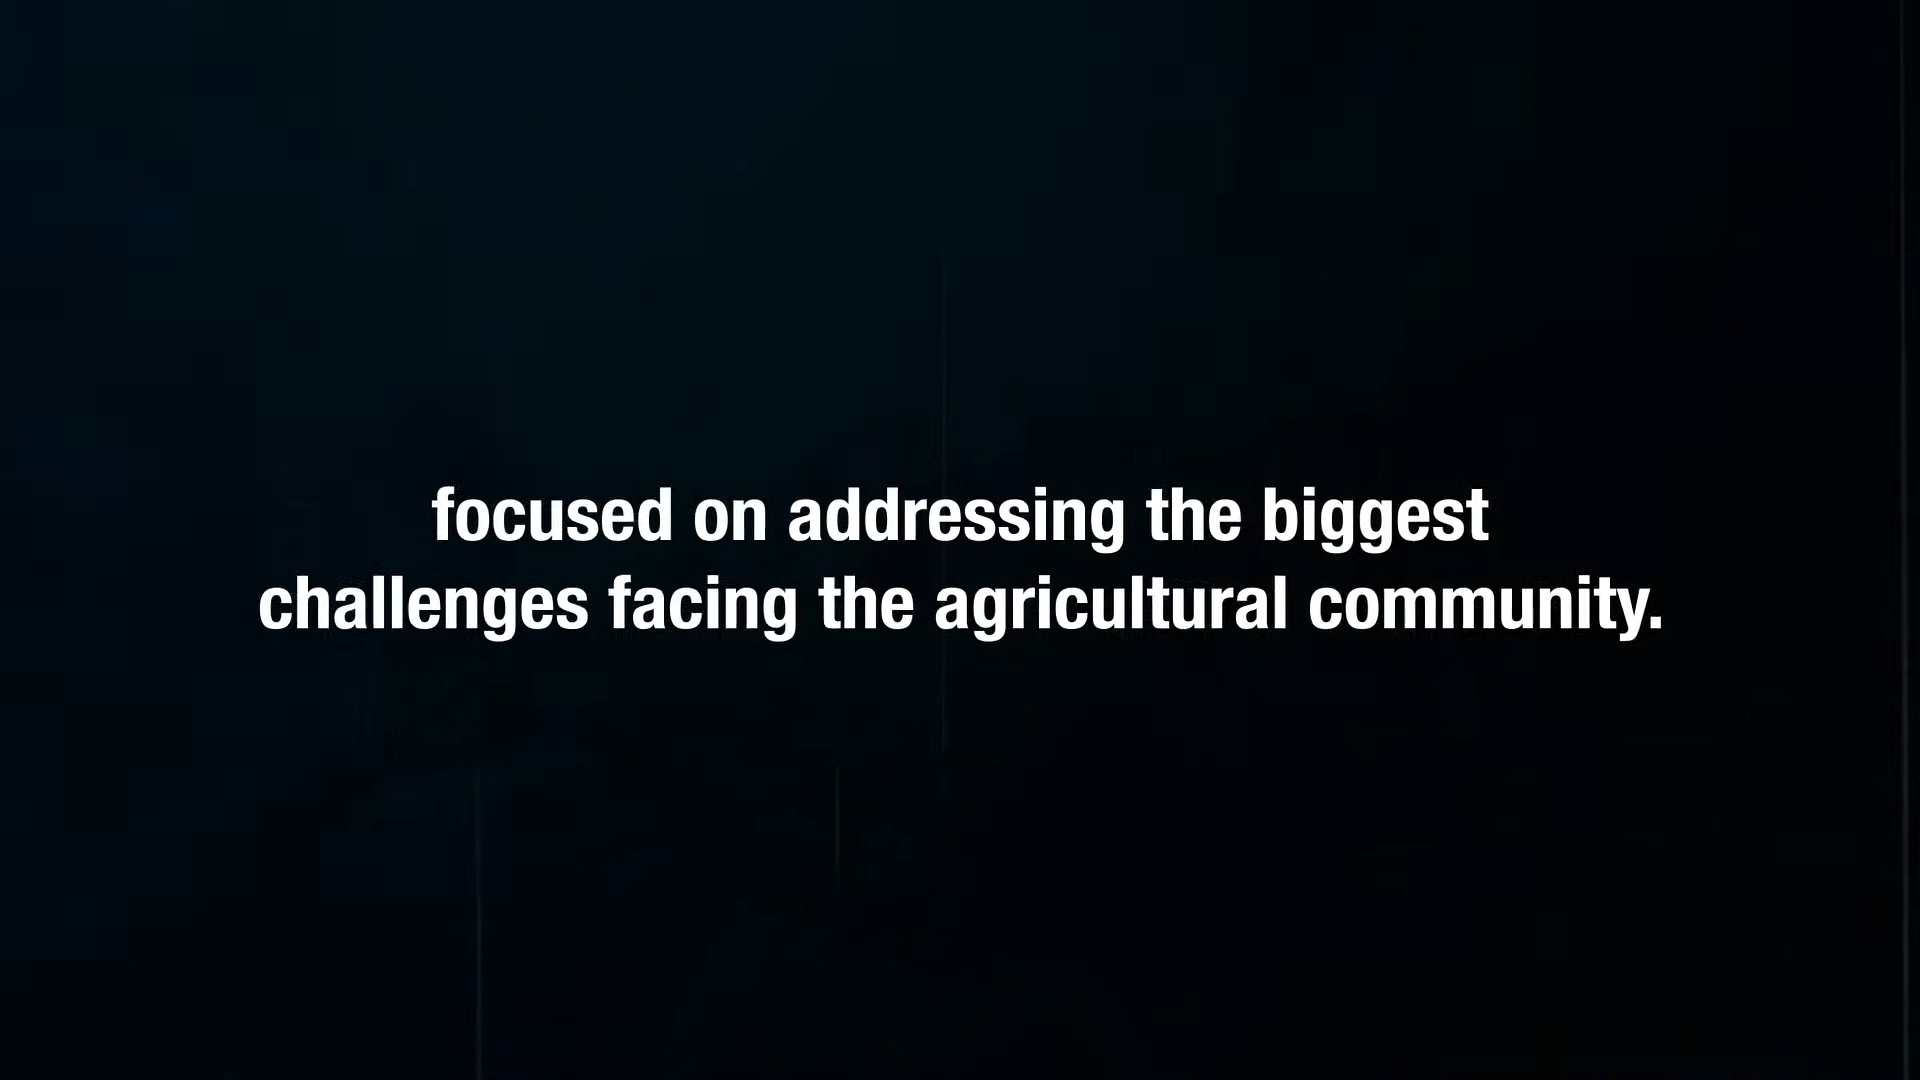 focused on addressing the biggest
challenges facing the agricultural community.